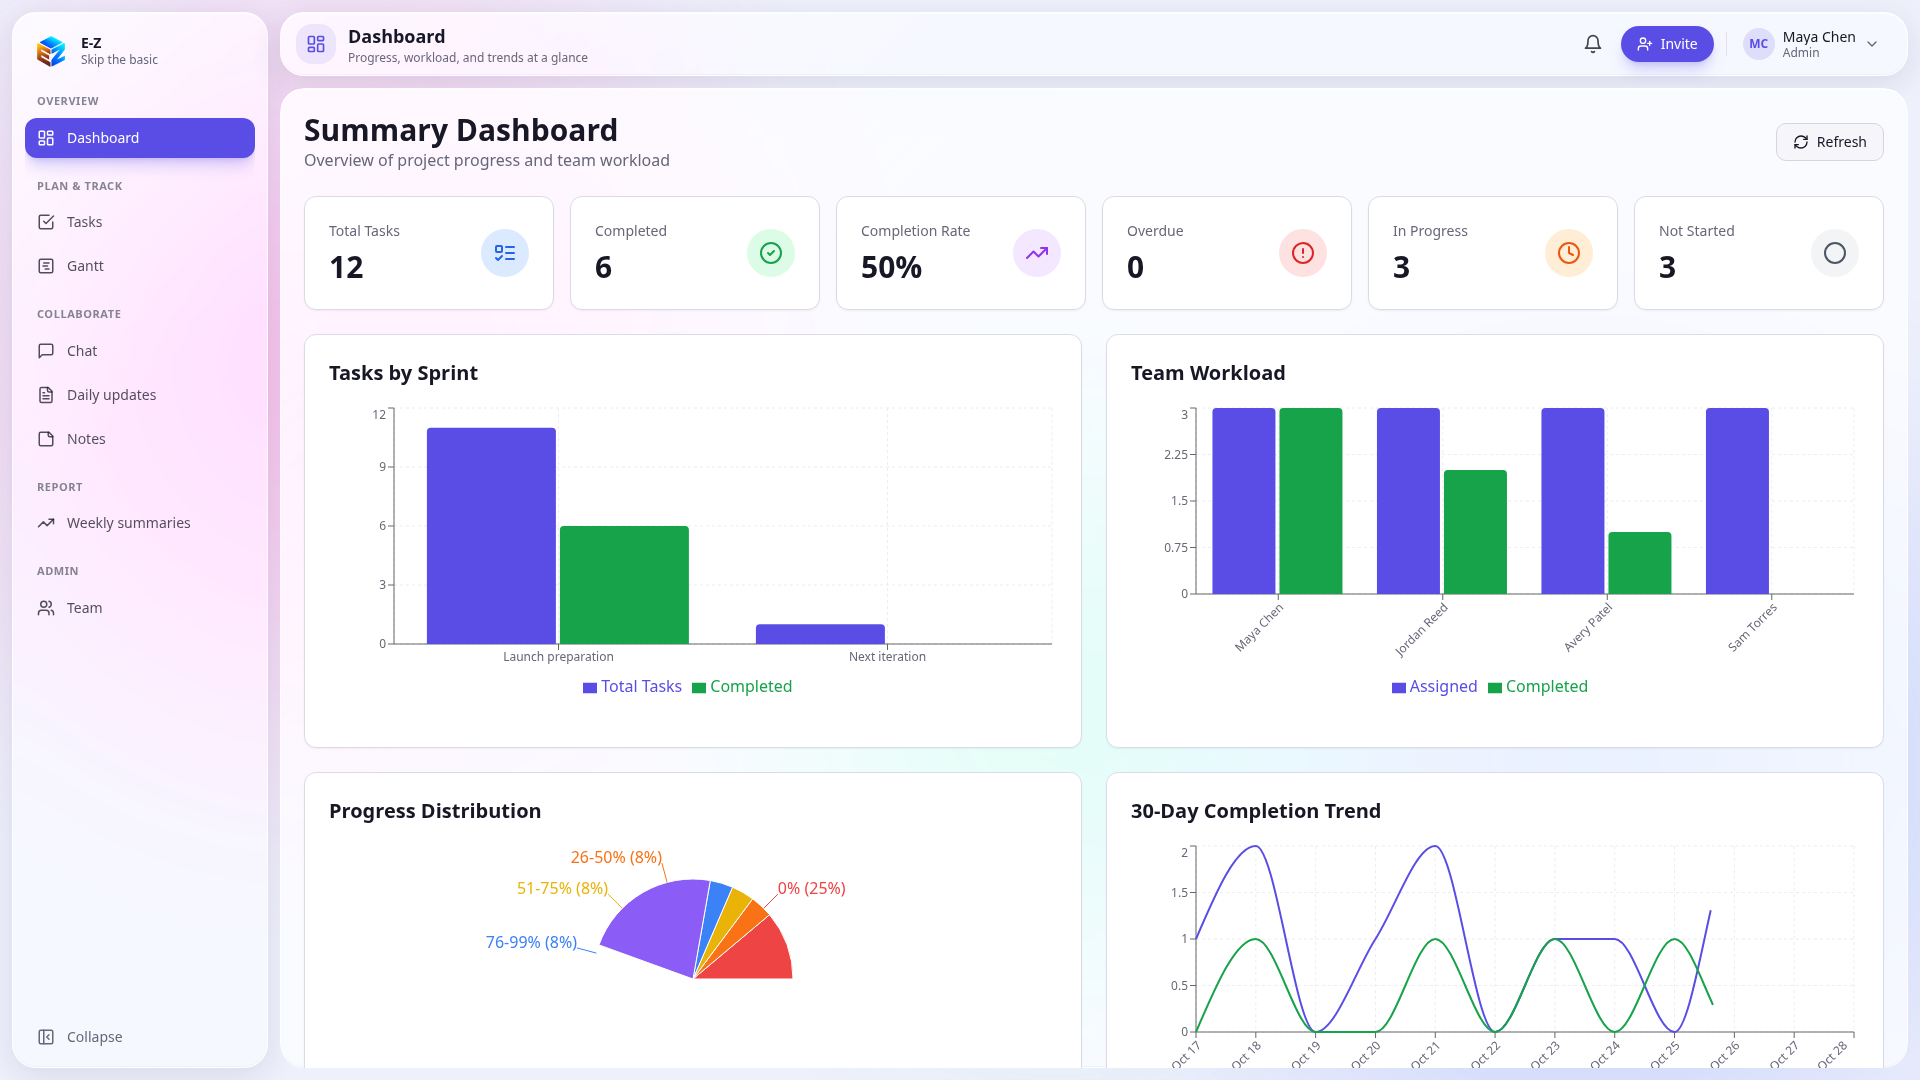 E-Z
Skip the basic
OVERVIEW
Dashboard
PLAN & TRACK
Tasks
Gantt
COLLABORATE
Chat
Daily updates
Notes
REPORT
Weekly summaries
ADMIN
Team
Collapse
Dashboard
Progress, workload, and trends at a glance
Invite
MC
Maya Chen
Admin
Summary Dashboard
Overview of project progress and team workload
Refresh
Total Tasks
12
Completed
6
Completion Rate
50%
Overdue
0
In Progress
3
Not Started
3
Tasks by Sprint
12
9
6
3
0
Launch preparation
Next iteration
Total Tasks
Completed
Team Workload
3
2.25
1.5
0.75
0
Maya Chen
Jordan Reed
Avery Patel
Sam Torres
Assigned
Completed
Progress Distribution
26-50% (8%)
51-75% (8%)
0% (25%)
76-99% (8%)
30-Day Completion Trend
2
1.5
1
0.5
0
Oct 17
Oct 18
Oct 19
Oct 20
Oct 21
Oct 22
Oct 23
Oct 24
Oct 25
Oct 26
Oct 27
Oct 28